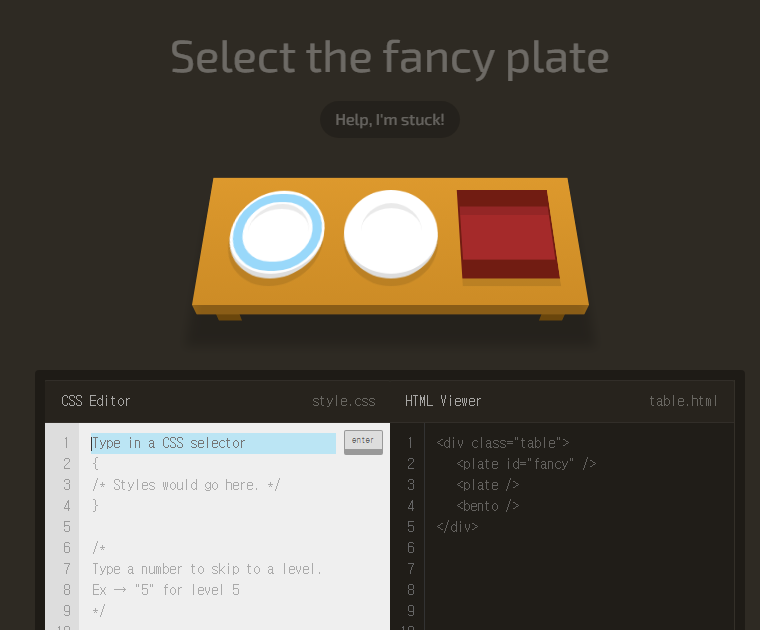 Select the fancy plate
Help, I'm stuck!
CSS Editor
style.css
1 Type in a CSS selector
enter
2 {
3 /* Styles would go here. */
4 }
5
6 /*
7 Type a number to skip to a level.
8 Ex → "5" for level 5
9 */
HTML Viewer
table.html
1 <div class="table">
2 <plate id="fancy" />
3 <plate />
4 <bento />
5 </div>
6
7
8
9